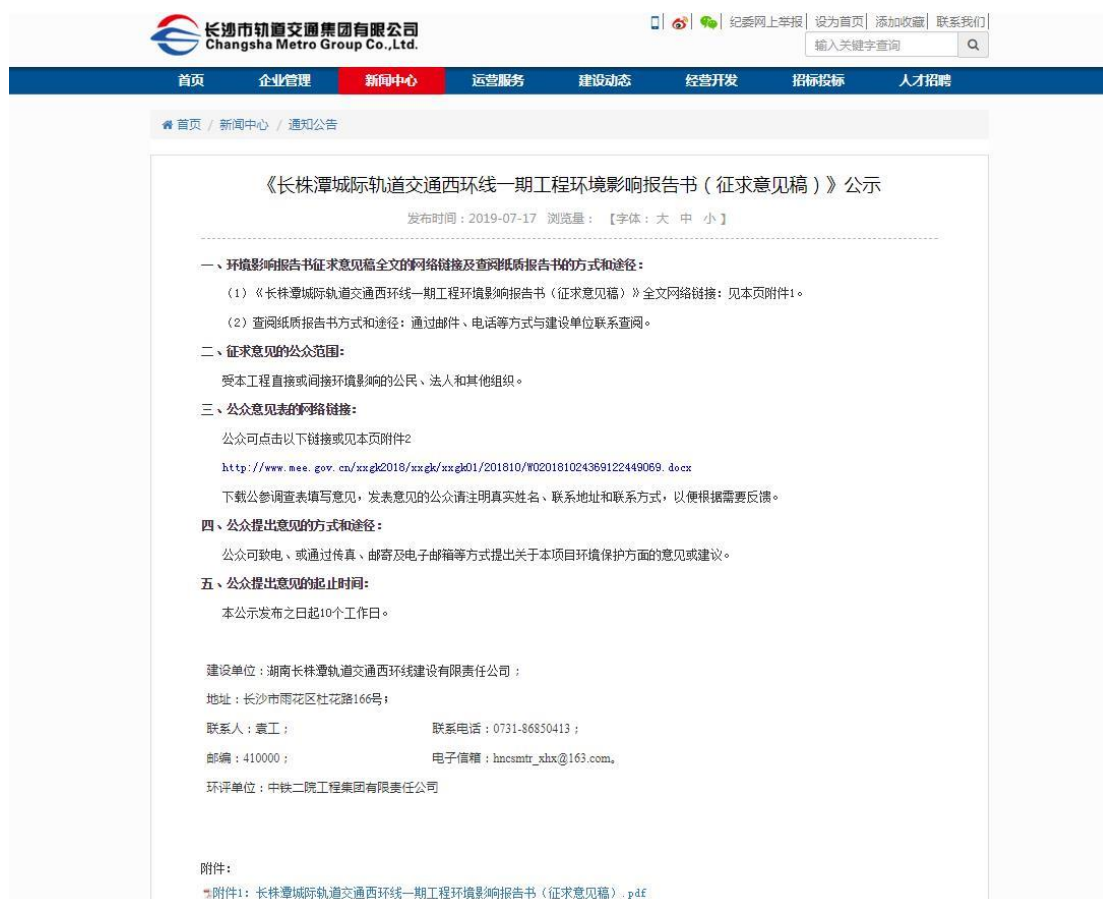 长沙市轨道交通集团有限公司
Changsha Metro Group Co.,Ltd.
纪委网上举报| 设为首页| 添加收藏| 联系我们|
输入关键字查询
首页 企业管理 新闻中心 运营服务 建设动态 经营开发 招标投标 人才招聘
首页 / 新闻中心 / 通知公告
《长株潭城际轨道交通西环线一期工程环境影响报告书（征求意见稿）》公示
发布时间：2019-07-17 浏览量： 【字体：大 中 小】
一、环境影响报告书征求意见稿全文的网络链接及查阅纸质报告书的方式和途径：
（1）《长株潭城际轨道交通西环线一期工程环境影响报告书（征求意见稿）》全文网络链接：见本页附件1。
（2）查阅纸质报告书方式和途径：通过邮件、电话等方式与建设单位联系查阅。
二、征求意见的公众范围：
受本工程直接或间接环境影响的公民、法人和其他组织。
三、公众意见表的网络链接：
公众可点击以下链接或见本页附件2
http://www.mee.gov.cn/xxgk2018/xxgk/xxgk01/201810/W020181024369122449069.docx
下载公参调查表填写意见，发表意见的公众请注明真实姓名、联系地址和联系方式，以便根据需要反馈。
四、公众提出意见的方式和途径：
公众可致电、或通过传真、邮寄及电子邮箱等方式提出关于本项目环境保护方面的意见或建议。
五、公众提出意见的起止时间：
本公示发布之日起10个工作日。
建设单位：湖南长株潭轨道交通西环线建设有限责任公司；
地址：长沙市雨花区杜花路166号；
联系人：袁工； 联系电话：0731-86850413；
邮编：410000； 电子信箱：hncsmtr_xhx@163.com。
环评单位：中铁二院工程集团有限责任公司
附件：
附件1：长株潭城际轨道交通西环线一期工程环境影响报告书（征求意见稿）.pdf